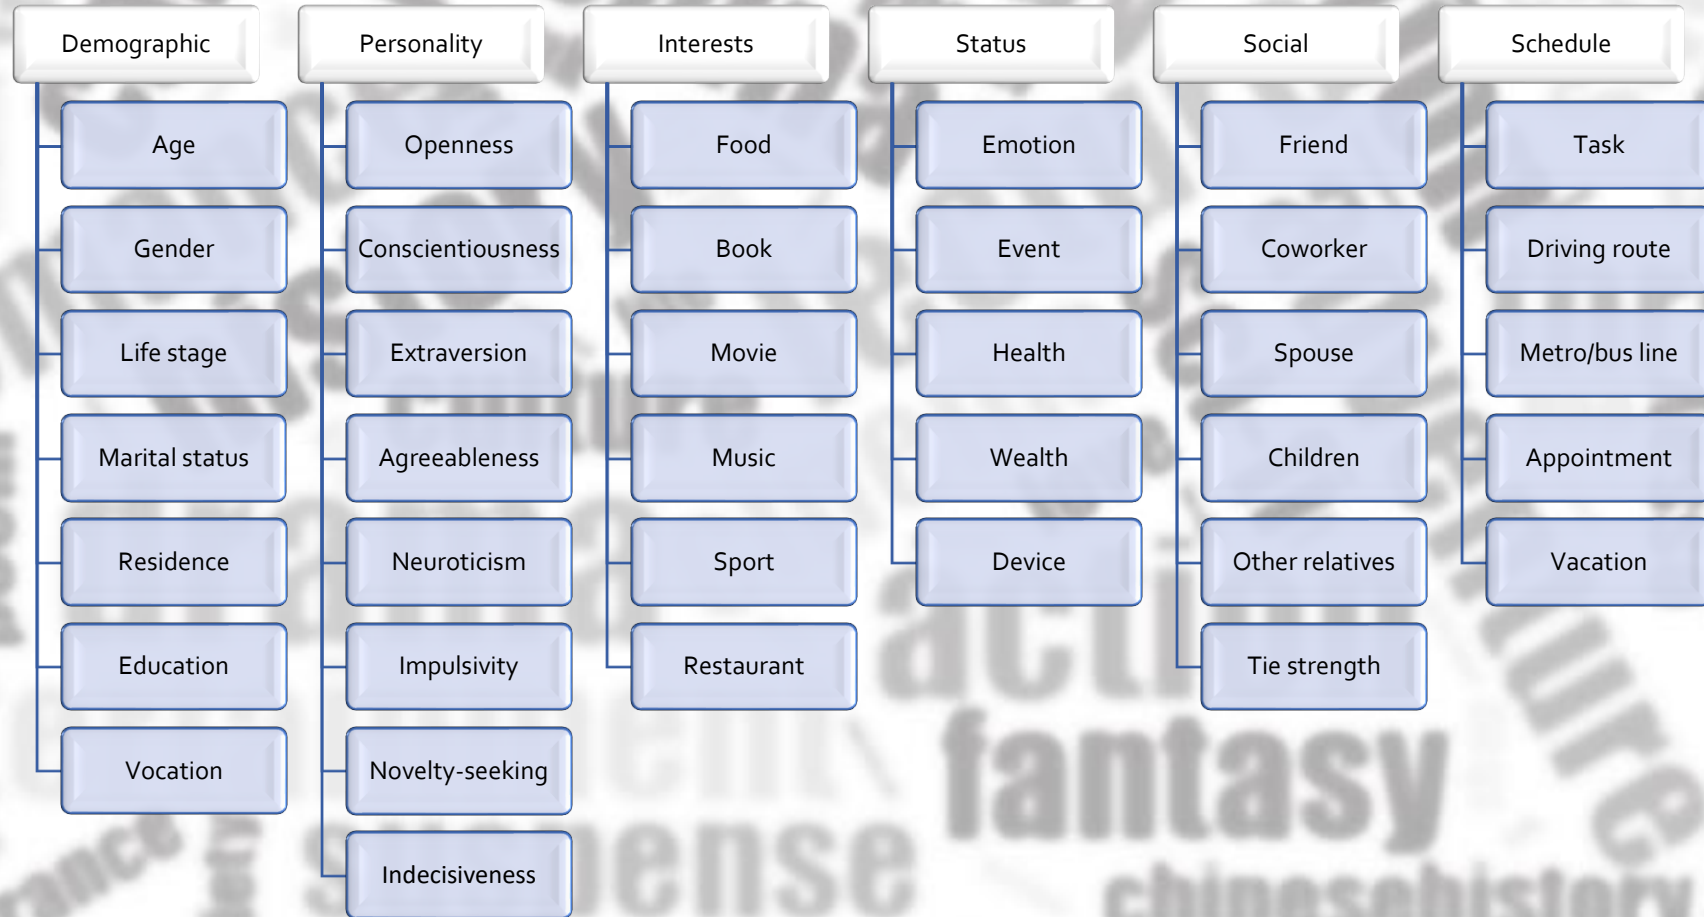 Demographic
Age
Gender
Life stage
Marital status
Residence
Education
Vocation
Personality
Openness
Conscientiousness
Extraversion
Agreeableness
Neuroticism
Impulsivity
Novelty-seeking
Indecisiveness
Interests
Food
Book
Movie
Music
Sport
Restaurant
Status
Emotion
Event
Health
Wealth
Device
Social
Friend
Coworker
Spouse
Children
Other relatives
Tie strength
Schedule
Task
Driving route
Metro/bus line
Appointment
Vacation
fantasy
chinesehistory